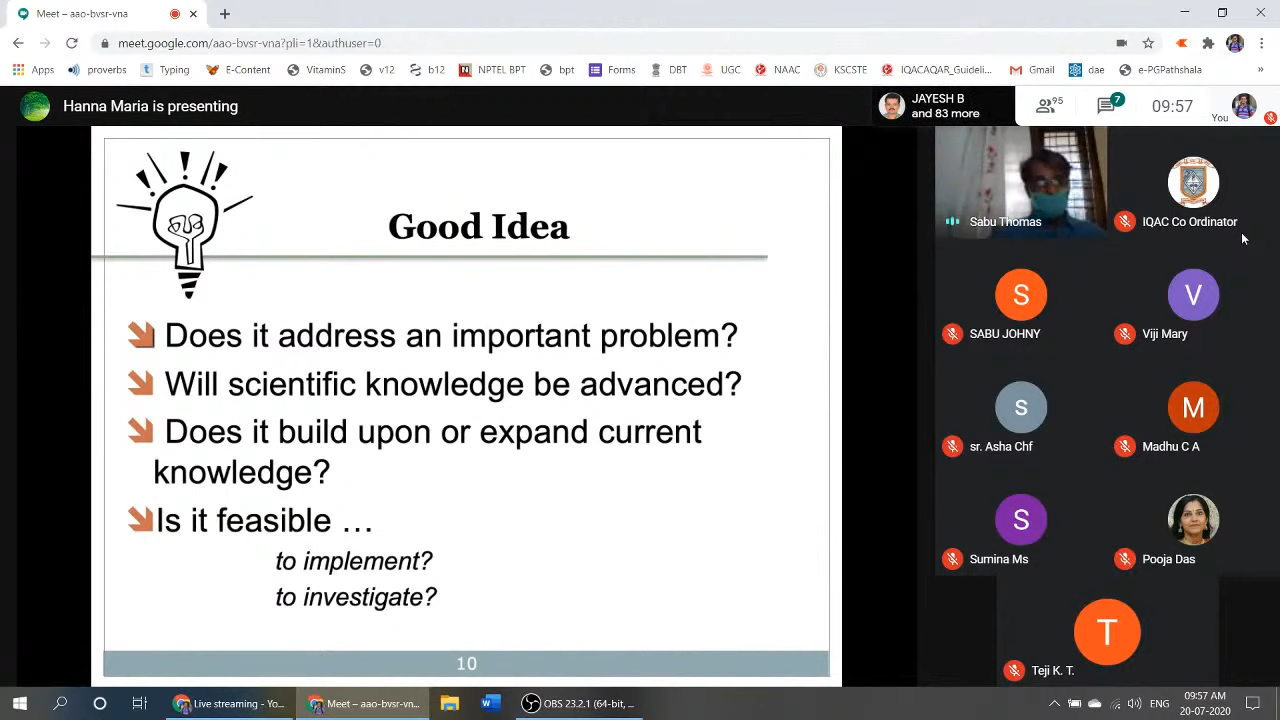 Meet – aao-bvsr-vna
meet.google.com/aao-bvsr-vna?pli=1&authuser=0
Apps
proverbs
Typing
E-Content
VitaminS
v12
b12
NPTEL BPT
bpt
Forms
DBT
UGC
NAAC
KSCSTE
IQACAQAR_Guideli...
Gmail
dae
e-PGPathshala
»
Hanna Maria is presenting
JAYESH B
and 83 more
95
7
09:57
You
Good Idea
Does it address an important problem?
Will scientific knowledge be advanced?
Does it build upon or expand current
knowledge?
Is it feasible …
to implement?
to investigate?
10
Sabu Thomas
IQAC Co Ordinator
S
SABU JOHNY
V
Viji Mary
s
sr. Asha Chf
M
Madhu C A
S
Sumina Ms
Pooja Das
T
Teji K. T.
Live streaming - Yo...
Meet – aao-bvsr-vn...
OBS 23.2.1 (64-bit, ...
ENG
09:57 AM
20-07-2020